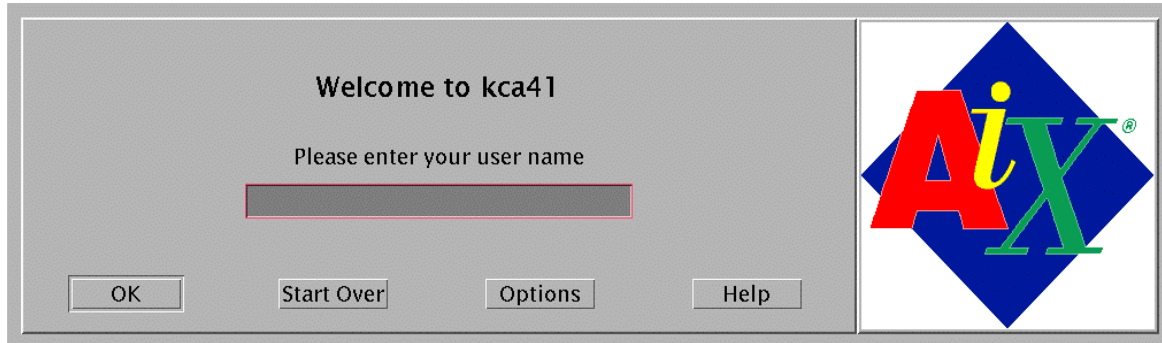 Welcome to kca41
Please enter your user name
OK Start Over Options Help
AiX®